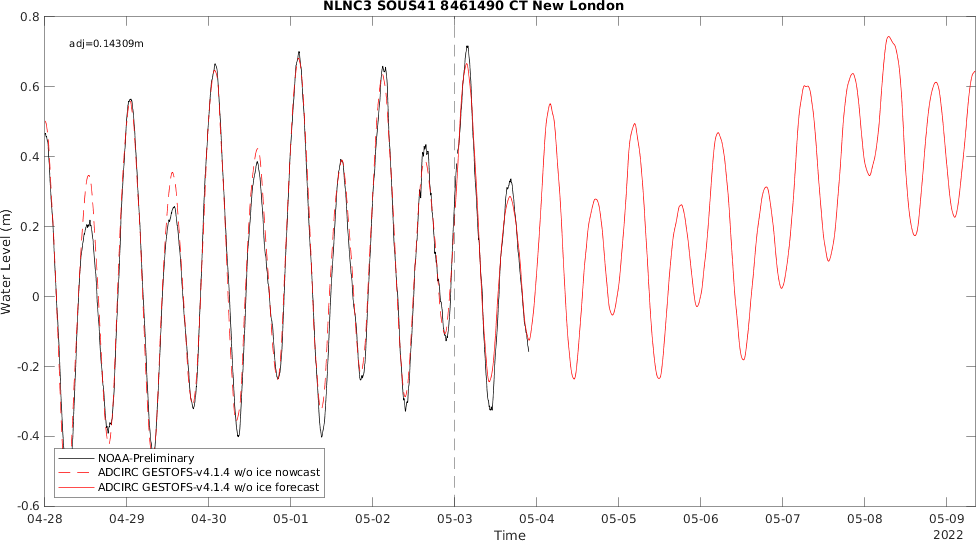 NLNC3 SOUS41 8461490 CT New London
0.8
adj=0.14309m
0.6
0.4
0.2
0
-0.2
-0.4
-0.6
Water Level (m)
NOAA-Preliminary
ADCIRC GESTOFS-v4.1.4 w/o ice nowcast
ADCIRC GESTOFS-v4.1.4 w/o ice forecast
04-28 04-29 04-30 05-01 05-02 05-03 05-04 05-05 05-06 05-07 05-08 05-09
Time
2022